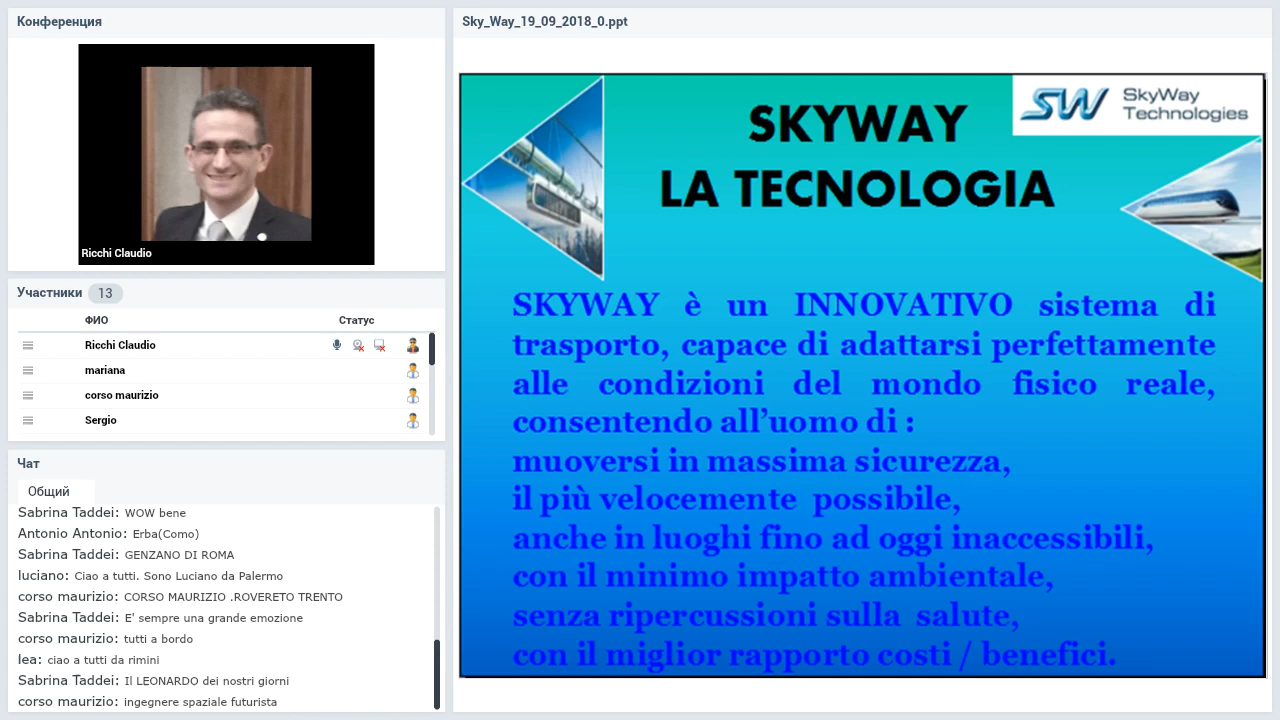 Конференция
Ricchi Claudio
Участники 13
ФИО Статус
Ricchi Claudio
mariana
corso maurizio
Sergio
Чат
Общий
Sabrina Taddei: WOW bene
Antonio Antonio: Erba(Como)
Sabrina Taddei: GENZANO DI ROMA
luciano: Ciao a tutti. Sono Luciano da Palermo
corso maurizio: CORSO MAURIZIO .ROVERETO TRENTO
Sabrina Taddei: E' sempre una grande emozione
corso maurizio: tutti a bordo
lea: ciao a tutti da rimini
Sabrina Taddei: Il LEONARDO dei nostri giorni
corso maurizio: ingegnere spaziale futurista
Sky_Way_19_09_2018_0.ppt
SW SkyWay
Technologies
SKYWAY
LA TECNOLOGIA
SKYWAY è un INNOVATIVO sistema di
trasporto, capace di adattarsi perfettamente
alle condizioni del mondo fisico reale,
consentendo all’uomo di :
muoversi in massima sicurezza,
il più velocemente possibile,
anche in luoghi fino ad oggi inaccessibili,
con il minimo impatto ambientale,
senza ripercussioni sulla salute,
con il miglior rapporto costi / benefici.